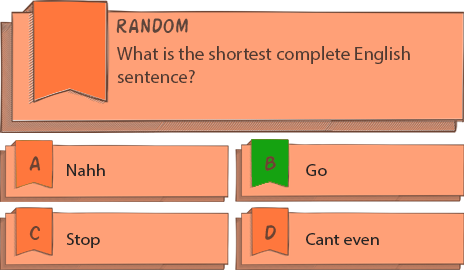 RANDOM
What is the shortest complete English
sentence?
A Nahh
B Go
C Stop
D Cant even